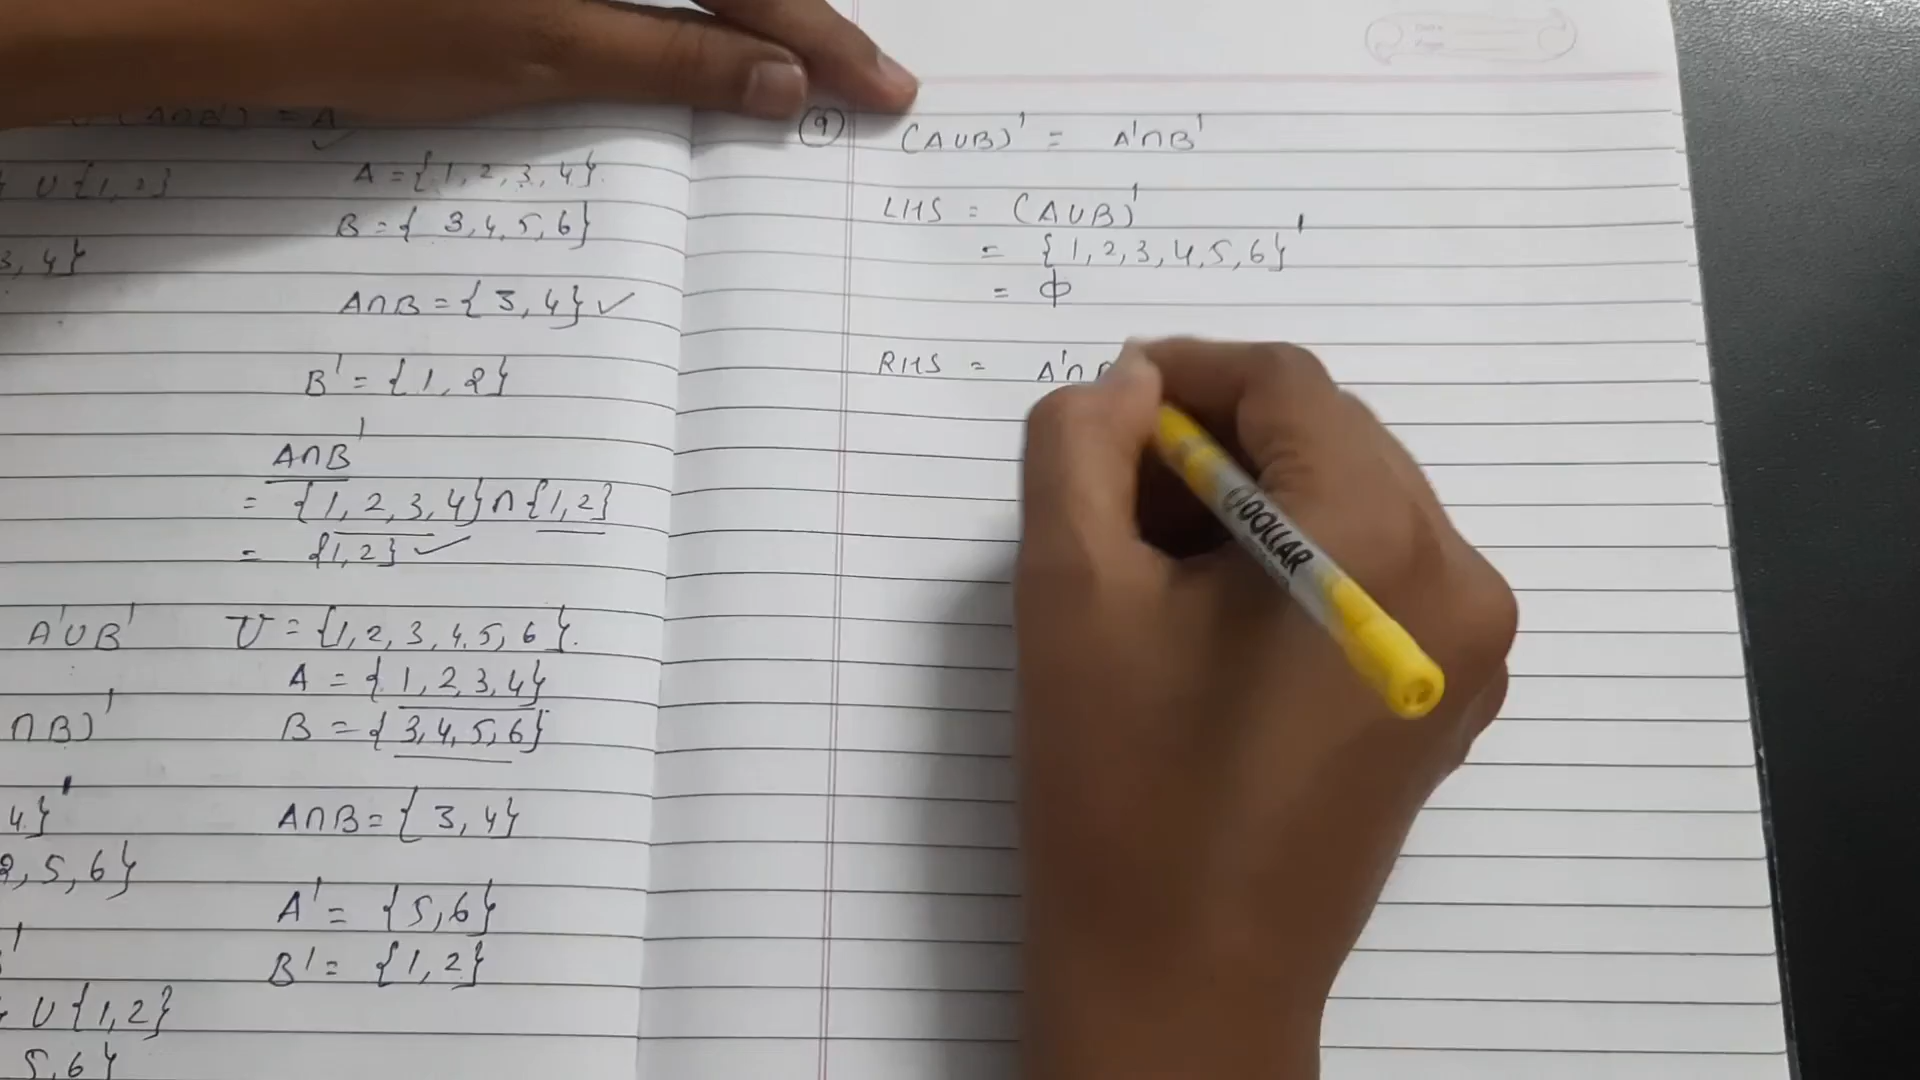 (A∩B') = A
∪ {1,2}
A = {1, 2, 3, 4}.
B = { 3,4,5,6}
3, 4}
A∩B = { 3, 4} ✓
B' = {1, 2}
A∩B'
= {1, 2, 3, 4} ∩ {1,2}
= {1,2} ✓
A'∪B'
U = {1, 2, 3, 4, 5, 6 }.
A = {1, 2, 3, 4}
∩B)'
B = { 3,4,5,6}
4}'
A∩B = { 3, 4}
2, 5, 6}
A' = {5,6}
B' = {1,2}
∪ {1,2}
5,6}
9 (A∪B)' = A'∩B'
LHS = (A∪B)'
= {1,2,3,4,5,6}'
= ϕ
RHS = A'∩
DOLLAR